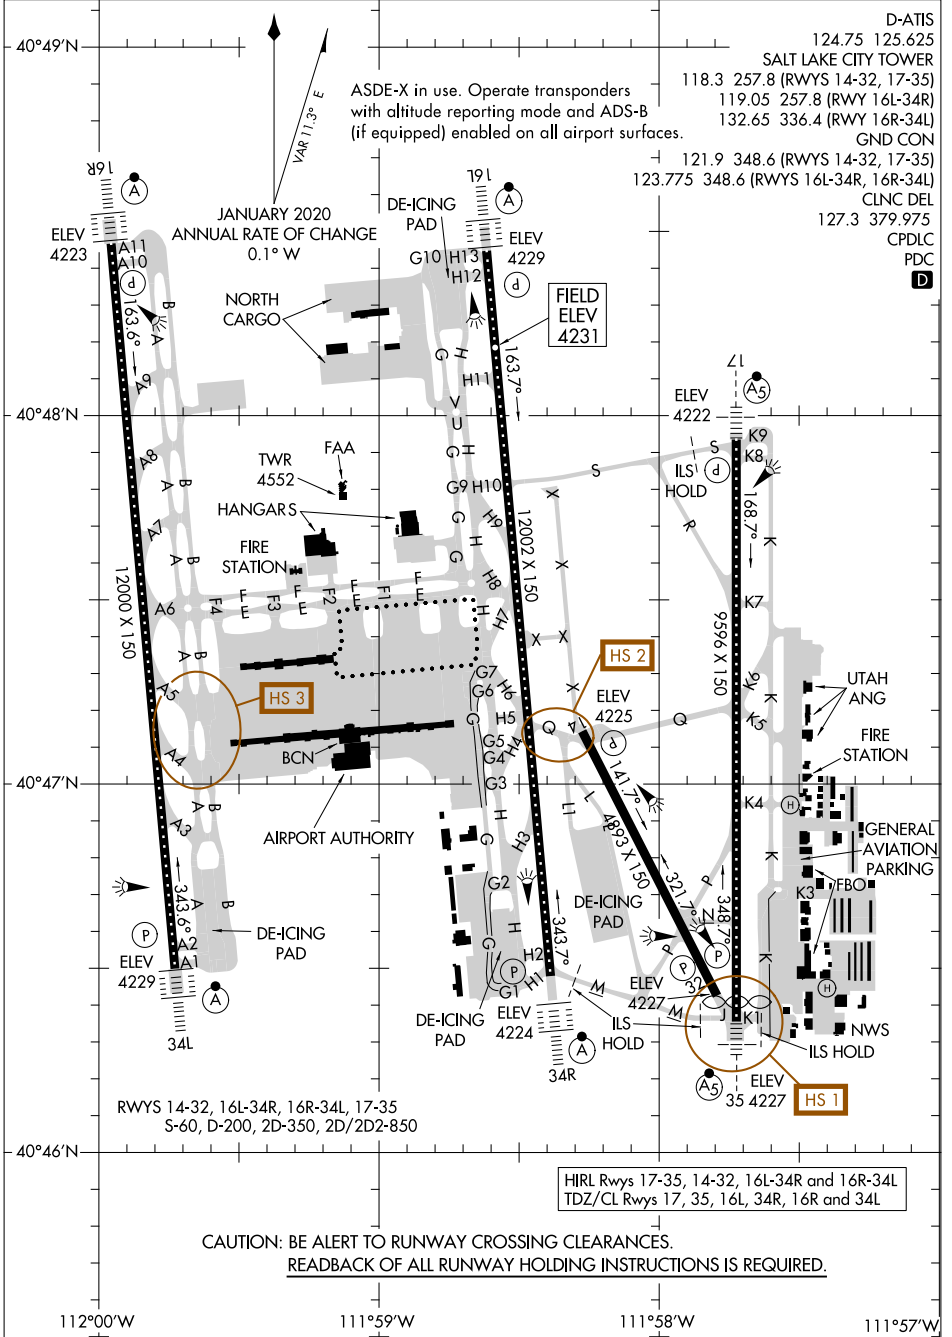 D-ATIS
124.75 125.625
SALT LAKE CITY TOWER
118.3 257.8 (RWYS 14-32, 17-35)
119.05 257.8 (RWY 16L-34R)
132.65 336.4 (RWY 16R-34L)
GND CON
121.9 348.6 (RWYS 14-32, 17-35)
123.775 348.6 (RWYS 16L-34R, 16R-34L)
CLNC DEL
127.3 379.975
CPDLC
PDC
D
40°49'N
VAR 11.3° E
ASDE-X in use. Operate transponders
with altitude reporting mode and ADS-B
(if equipped) enabled on all airport surfaces.
JANUARY 2020
ANNUAL RATE OF CHANGE
0.1° W
16R
A
ELEV
4223
A11
A10
P
163.6°
B
A
A9
A8
A
B
A7
A
B
12000 X 150
A6
A
B
A5
A4
HS 3
A
B
A3
343.6°
A
B
P
A2
A1
ELEV
4229
A
34L
DE-ICING
PAD
NORTH
CARGO
FAA
TWR
4552
HANGARS
FIRE
STATION
F4
F
E
F3
F
E
F2
F
E
F1
F
E
BCN
AIRPORT AUTHORITY
16L
A
DE-ICING
PAD
ELEV
4229
G10
H13
H12
P
FIELD
ELEV
4231
163.7°
G
H
H11
V
U
G
H
G9
H10
G
H9
G
H
H8
12002 X 150
H
H7
G7
G6
H6
G
H5
G5
H4
G4
G3
H
G
H3
G2
H
G
343.7°
H2
P
G1
H1
ELEV
4224
DE-ICING
PAD
A
34R
40°48'N
S
X
X
X
X
X
R
HS 2
ELEV
4225
Q
14
P
Q
141.7°
L
L1
4893 X 150
321.7°
DE-ICING
PAD
P
N
P
P
P
32
ELEV
4227
M
M
ILS
HOLD
17
A5
ELEV
4222
ILS
HOLD
P
K9
K8
168.7°
K
K7
9596 X 150
K6
K
K5
K4
K
348.7°
K3
K
J
K1
ILS HOLD
A5
35
ELEV
4227
HS 1
UTAH
ANG
FIRE
STATION
H
GENERAL
AVIATION
PARKING
FBO
H
NWS
40°47'N
RWYS 14-32, 16L-34R, 16R-34L, 17-35
S-60, D-200, 2D-350, 2D/2D2-850
40°46'N
HIRL Rwys 17-35, 14-32, 16L-34R and 16R-34L
TDZ/CL Rwys 17, 35, 16L, 34R, 16R and 34L
CAUTION: BE ALERT TO RUNWAY CROSSING CLEARANCES.
READBACK OF ALL RUNWAY HOLDING INSTRUCTIONS IS REQUIRED.
112°00'W
111°59'W
111°58'W
111°57'W